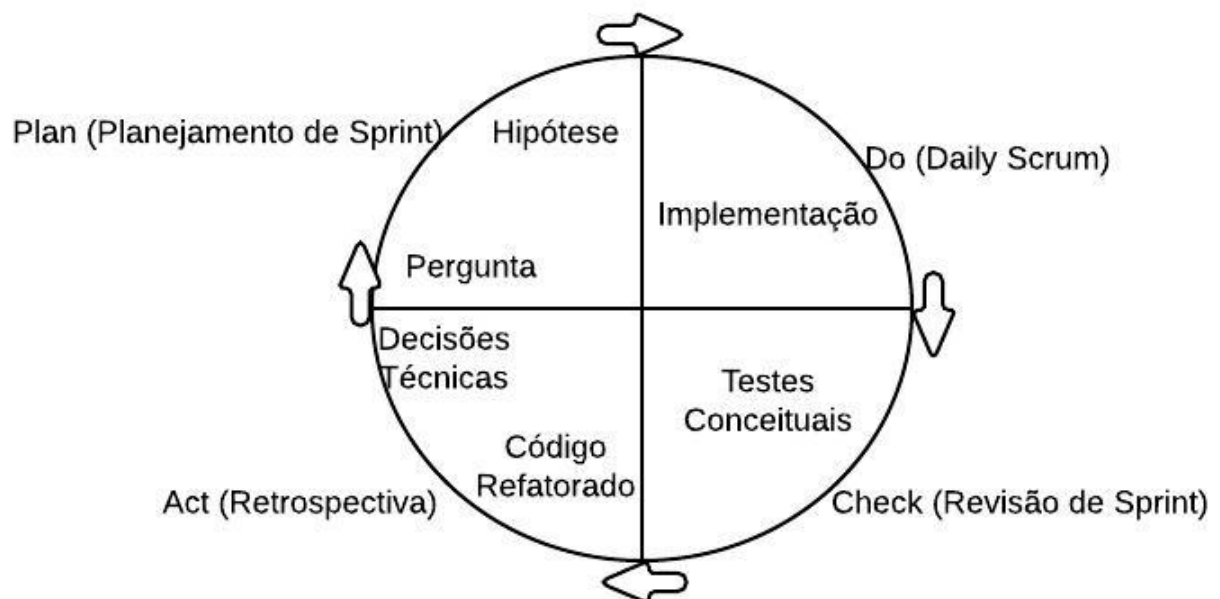 Plan (Planejamento de Sprint)
Hipótese
Do (Daily Scrum)
Implementação
Pergunta
Decisões
Técnicas
Testes
Conceituais
Código
Refatorado
Act (Retrospectiva)
Check (Revisão de Sprint)